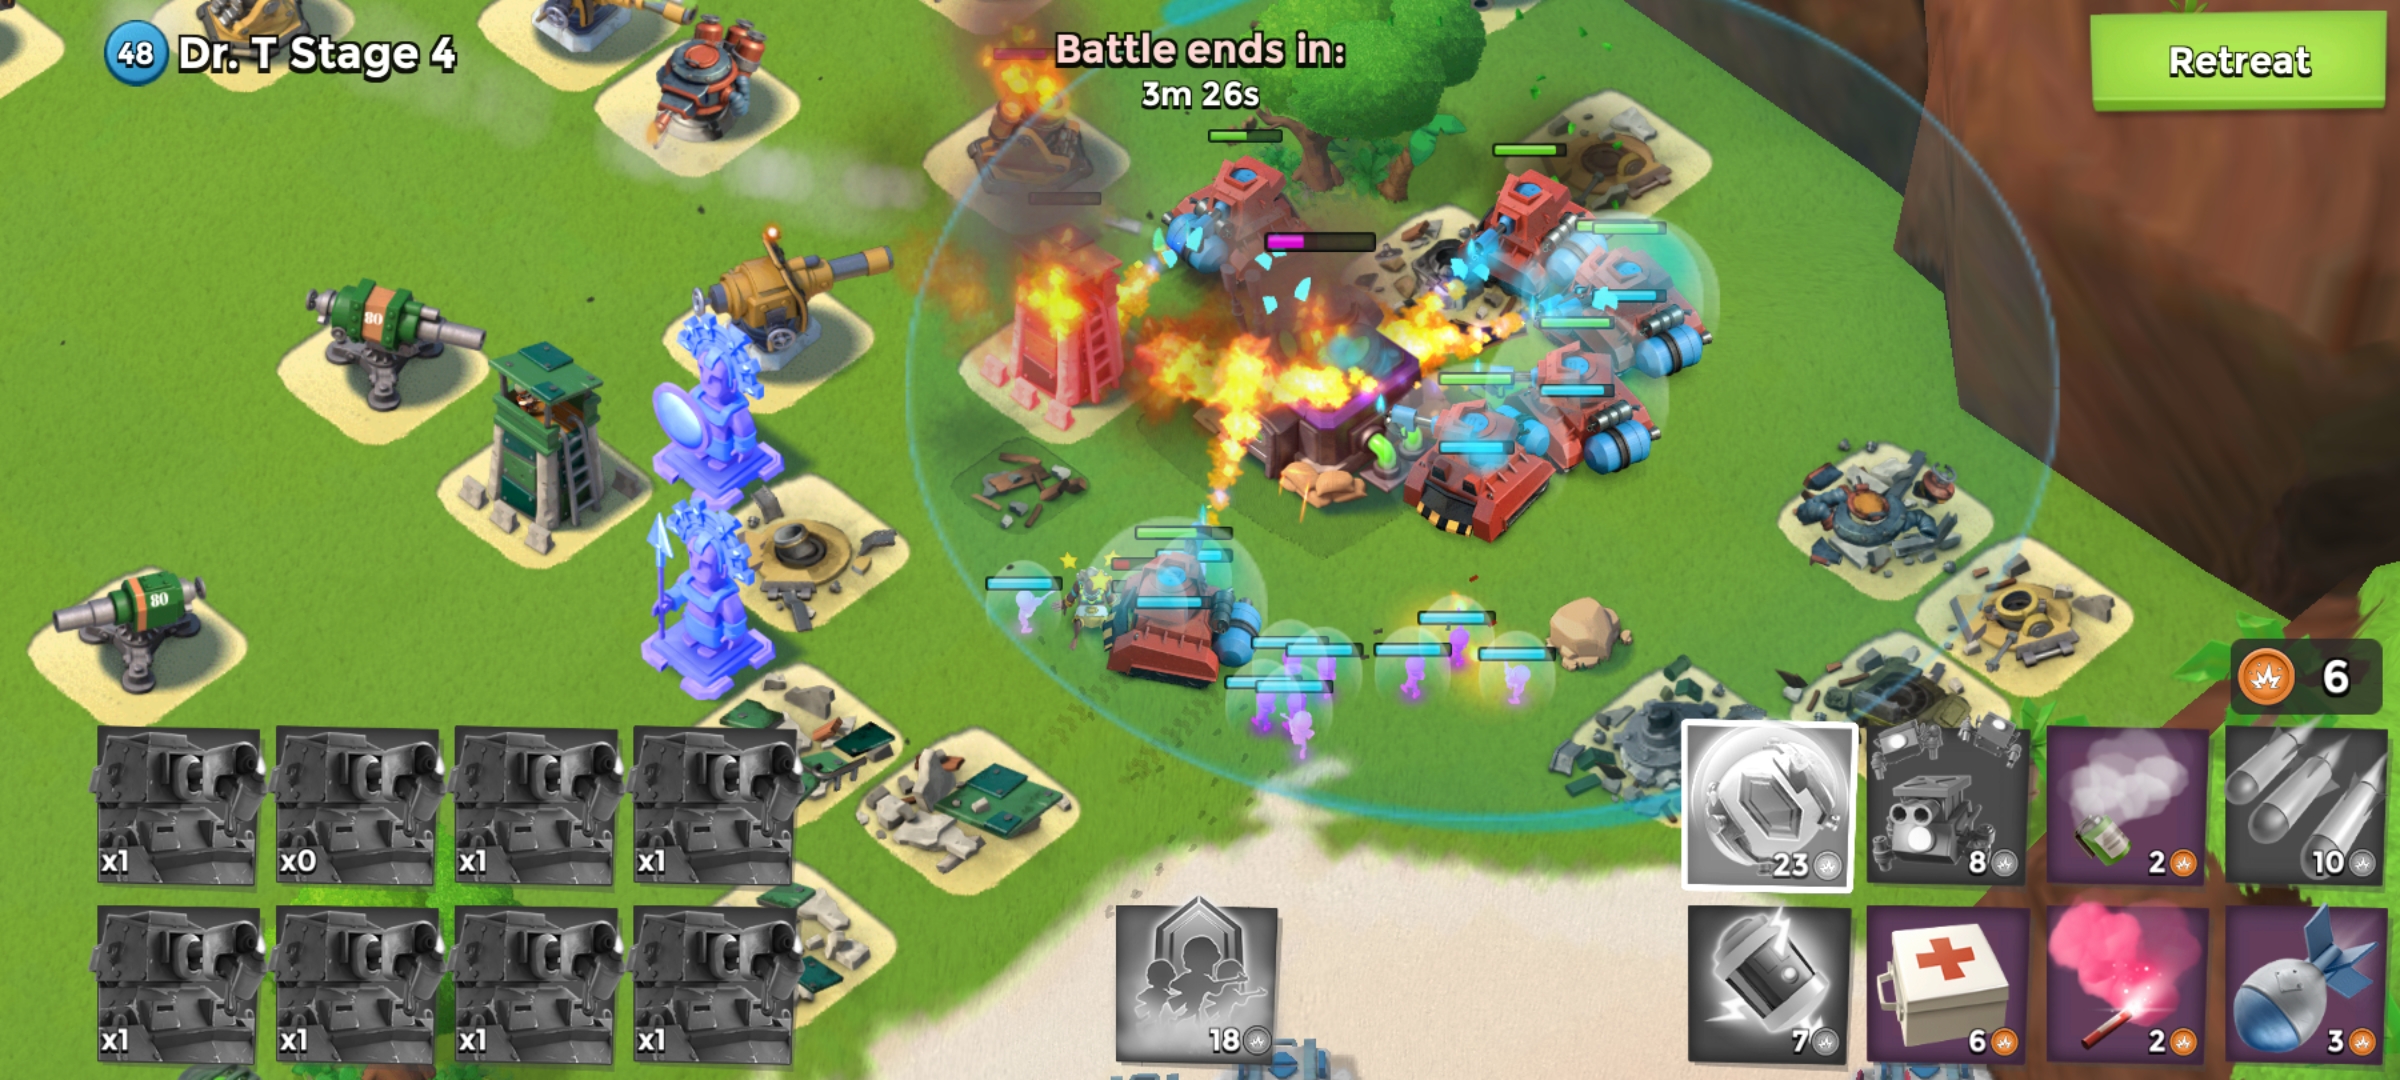 48 Dr. T Stage 4
Battle ends in:
3m 26s
Retreat
80
80
6
x1
x0
x1
x1
23
8
2
10
x1
x1
x1
x1
18
7
6
2
3